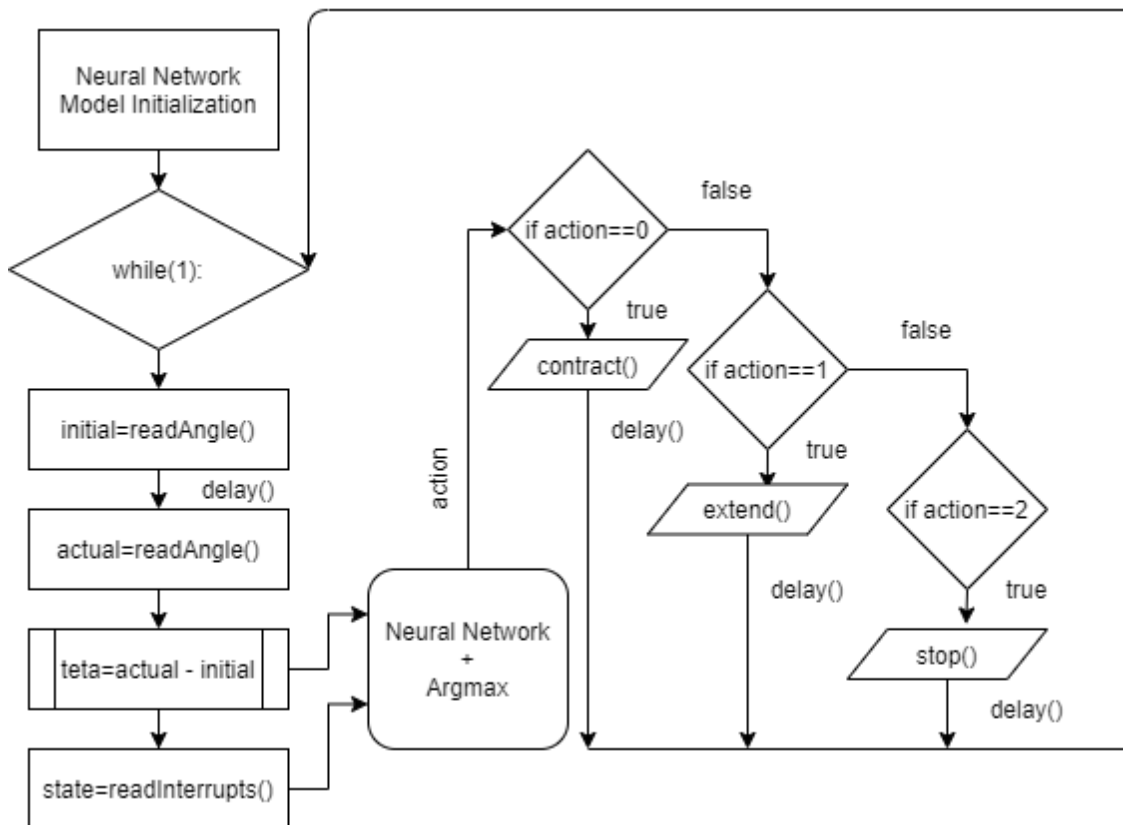 Neural Network
Model Initialization
while(1):
initial=readAngle()
delay()
actual=readAngle()
teta=actual - initial
state=readInterrupts()
Neural Network
+
Argmax
action
if action==0
false
true
contract()
delay()
if action==1
false
true
extend()
delay()
if action==2
true
stop()
delay()